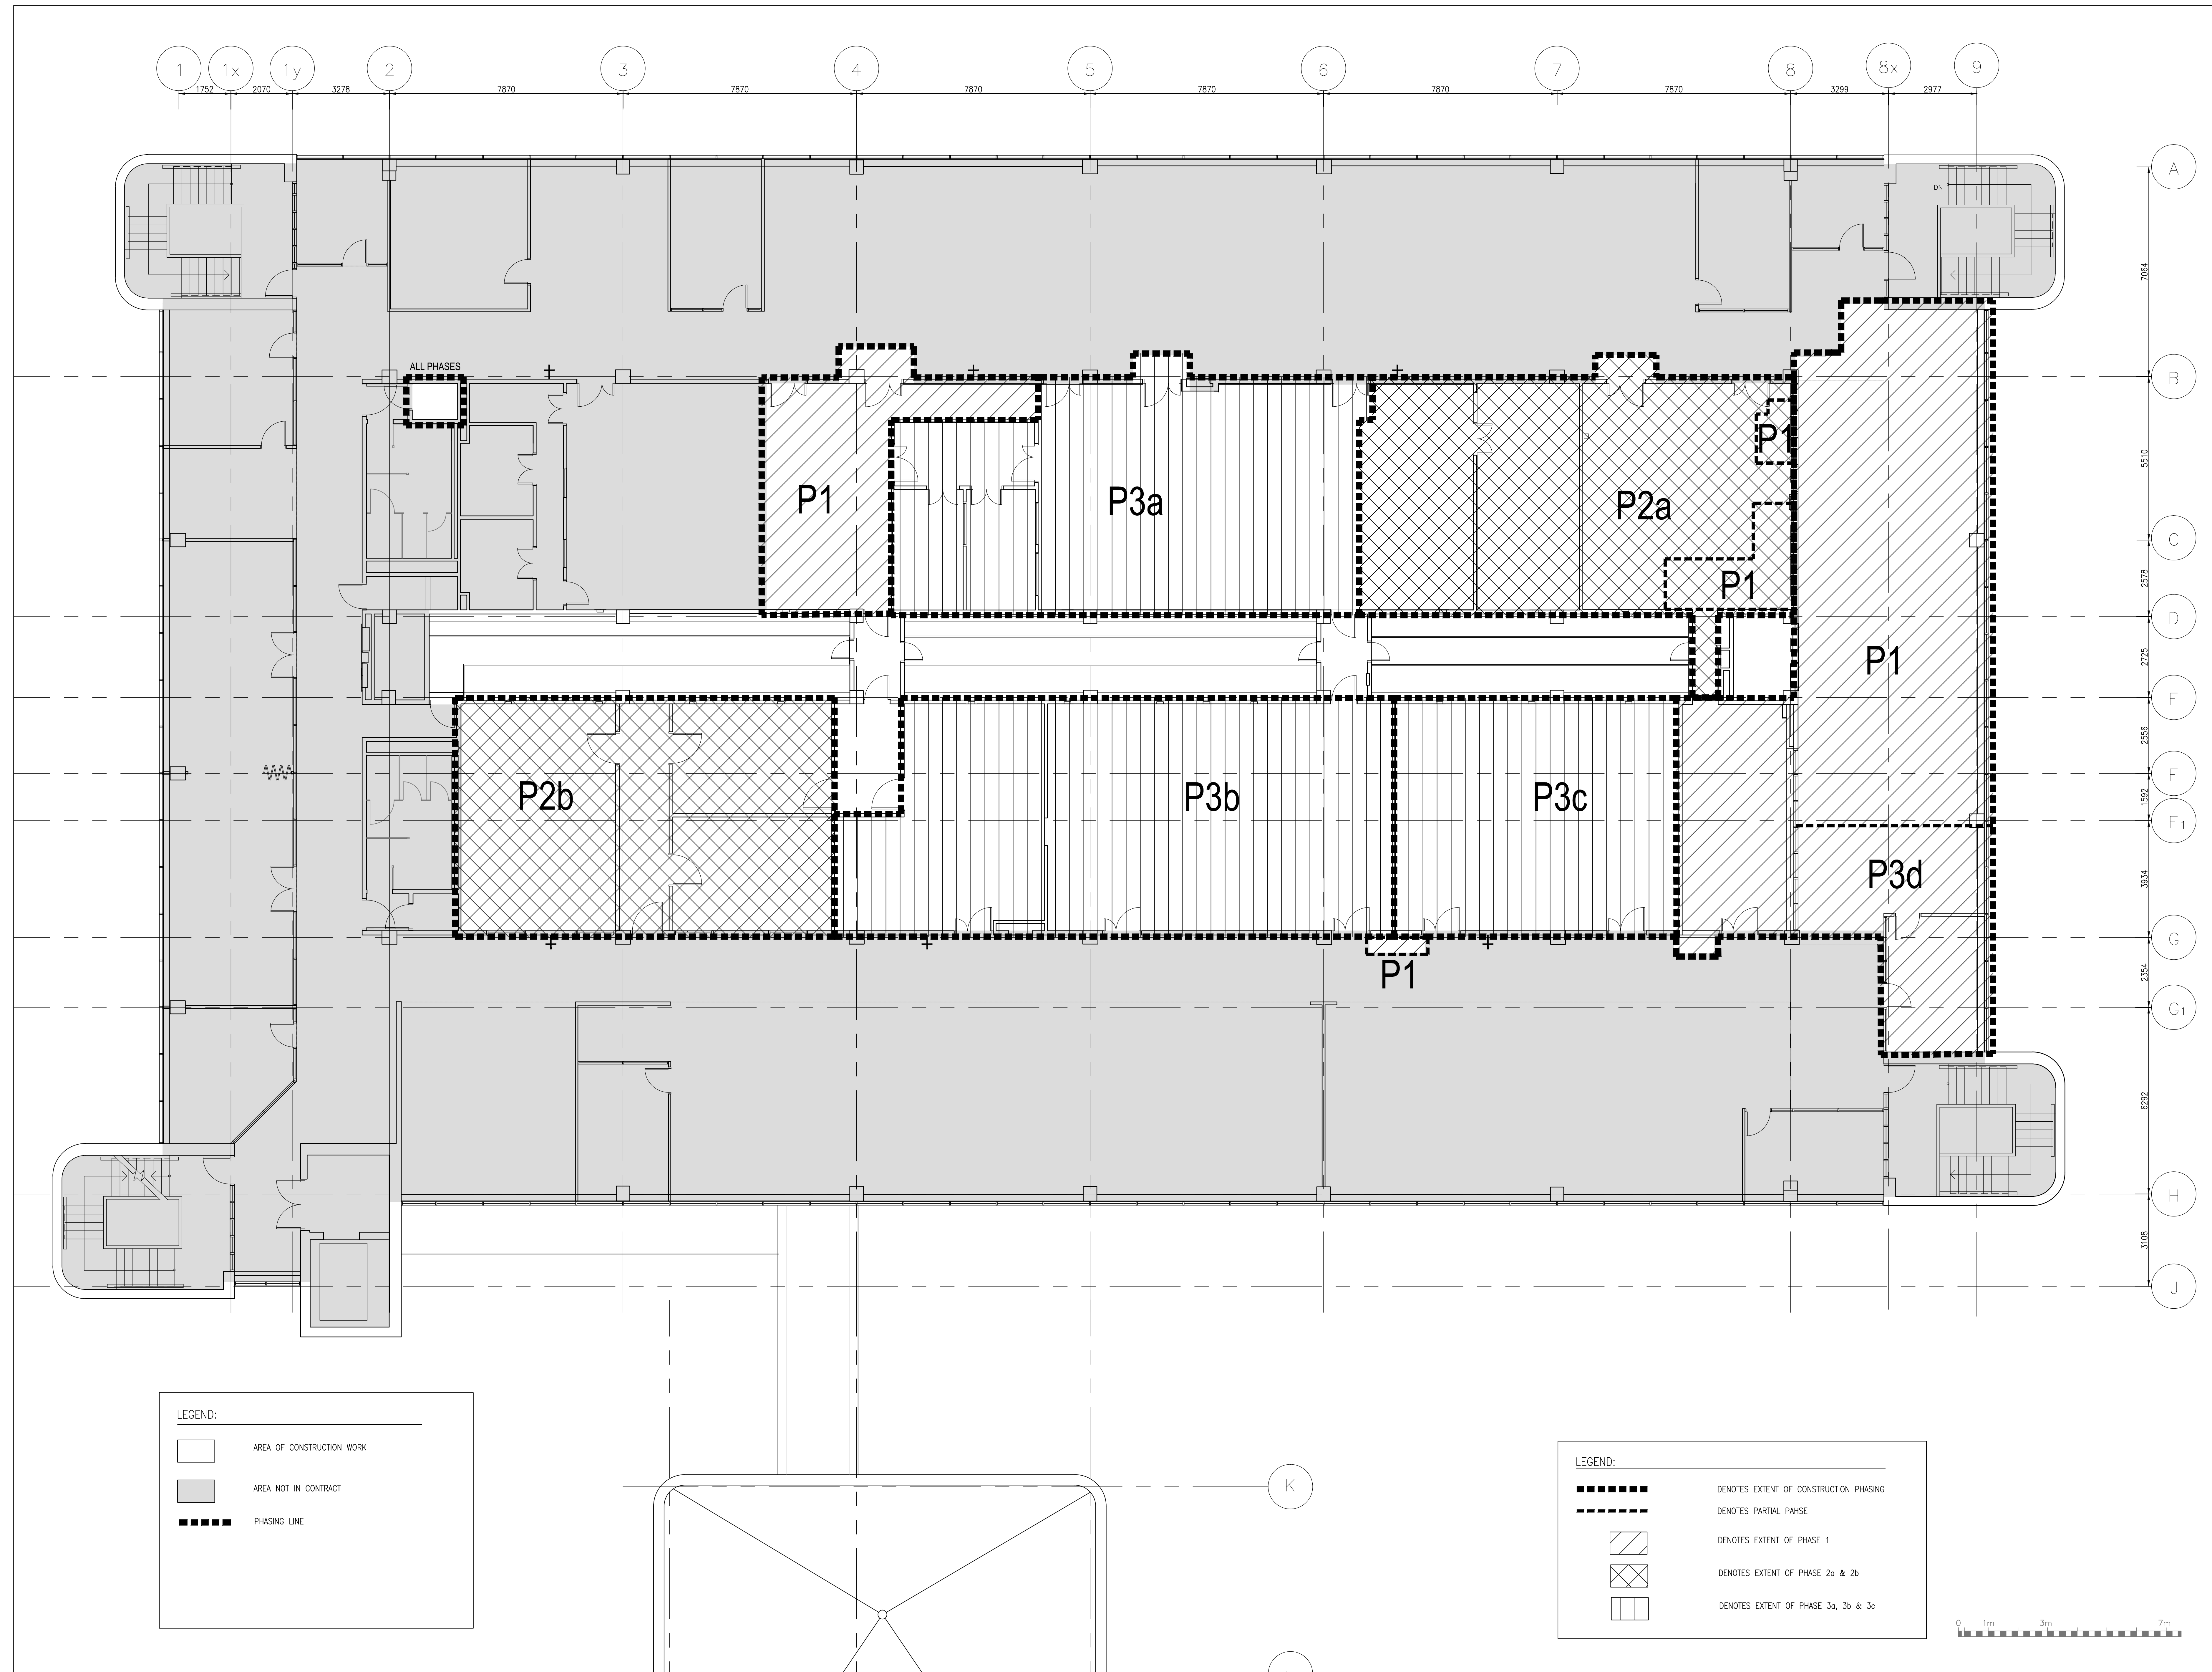 1 1x 1y 2 3 4 5 6 7 8 8x 9
1752 2070 3278 7870 7870 7870 7870 7870 7870 3299 2977
A
DN
7064
ALL PHASES
B
P1
5510
P1 P3a P2a
C
2578
P1
D
P1
2725
E
2556
F
P2b P3b P3c
1592
F1
P3d
3934
G
P1
2354
G1
6292
H
3108
J
LEGEND:
AREA OF CONSTRUCTION WORK
AREA NOT IN CONTRACT
PHASING LINE
K
LEGEND:
DENOTES EXTENT OF CONSTRUCTION PHASING
DENOTES PARTIAL PAHSE
DENOTES EXTENT OF PHASE 1
DENOTES EXTENT OF PHASE 2a & 2b
DENOTES EXTENT OF PHASE 3a, 3b & 3c
0 1m 3m 7m